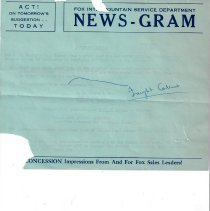 ACT!
ON TOMORROW'S
SUGGESTION --
TODAY
FOX INTERMOUNTAIN SERVICE DEPARTMENT
NEWS-GRAM
CONCESSION Impressions From And For Fox Sales Leaders!